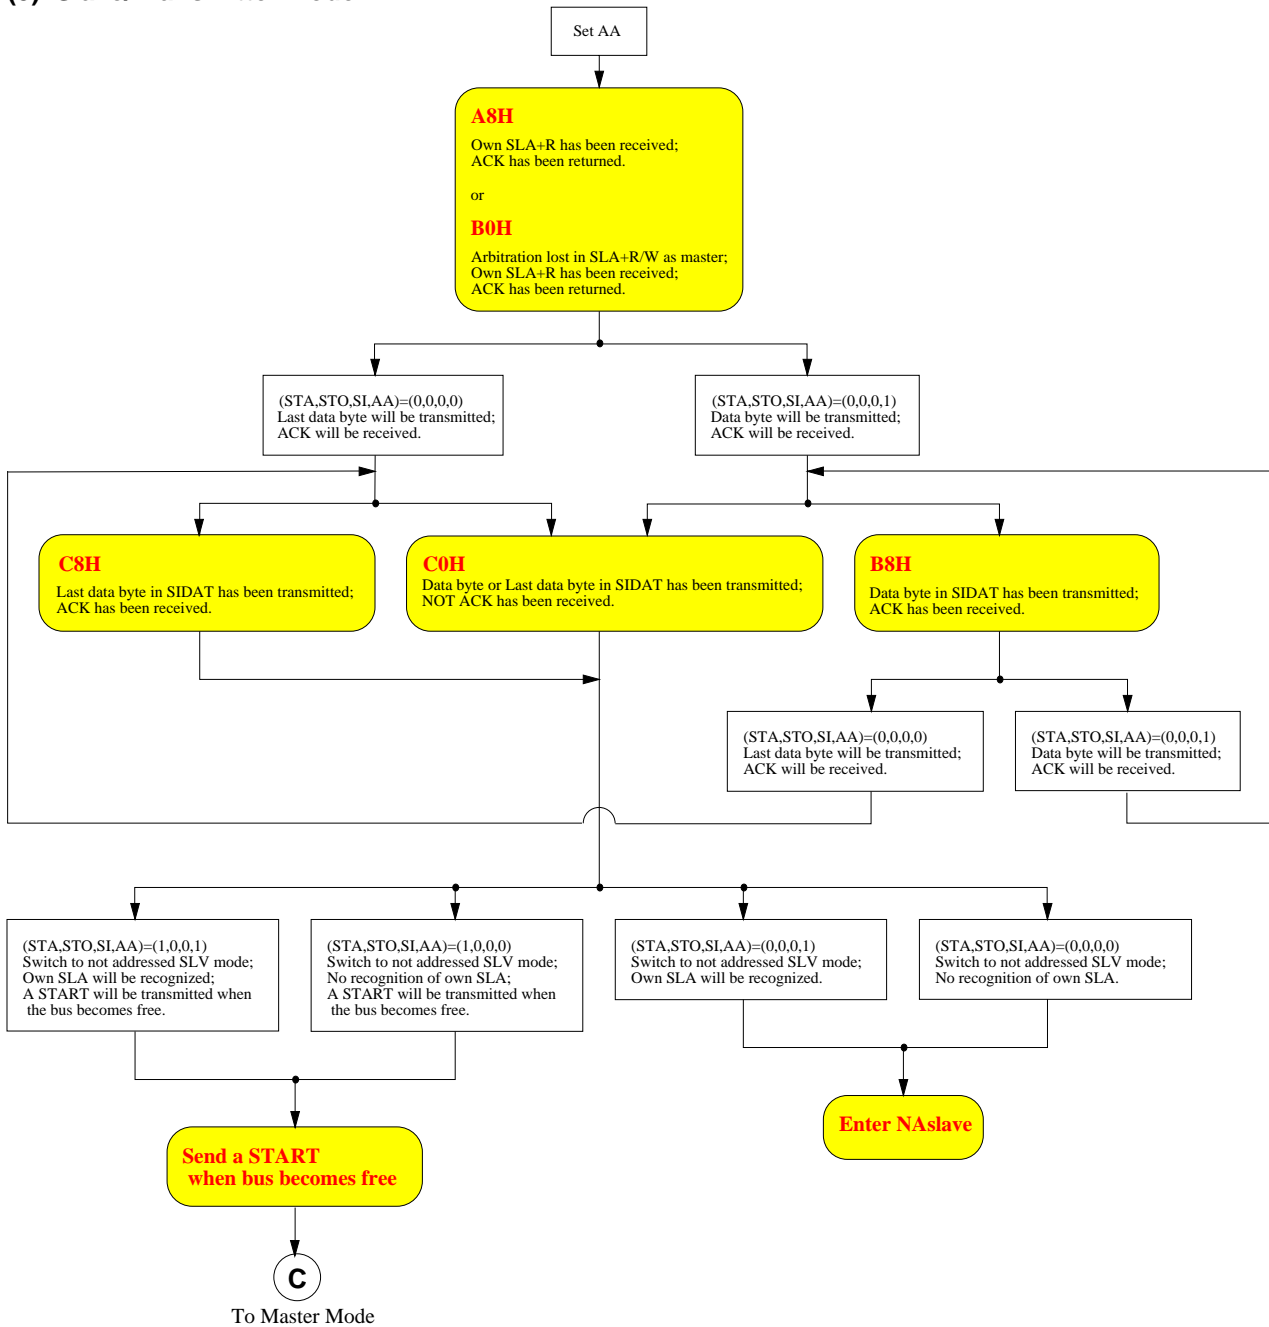 Set AA
A8H
Own SLA+R has been received;
ACK has been returned.
or
B0H
Arbitration lost in SLA+R/W as master;
Own SLA+R has been received;
ACK has been returned.
(STA,STO,SI,AA)=(0,0,0,0)
Last data byte will be transmitted;
ACK will be received.
(STA,STO,SI,AA)=(0,0,0,1)
Data byte will be transmitted;
ACK will be received.
C8H
Last data byte in SIDAT has been transmitted;
ACK has been received.
C0H
Data byte or Last data byte in SIDAT has been transmitted;
NOT ACK has been received.
B8H
Data byte in SIDAT has been transmitted;
ACK has been received.
(STA,STO,SI,AA)=(0,0,0,0)
Last data byte will be transmitted;
ACK will be received.
(STA,STO,SI,AA)=(0,0,0,1)
Data byte will be transmitted;
ACK will be received.
(STA,STO,SI,AA)=(1,0,0,1)
Switch to not addressed SLV mode;
Own SLA will be recognized;
A START will be transmitted when
the bus becomes free.
(STA,STO,SI,AA)=(1,0,0,0)
Switch to not addressed SLV mode;
No recognition of own SLA;
A START will be transmitted when
the bus becomes free.
(STA,STO,SI,AA)=(0,0,0,1)
Switch to not addressed SLV mode;
Own SLA will be recognized.
(STA,STO,SI,AA)=(0,0,0,0)
Switch to not addressed SLV mode;
No recognition of own SLA.
Send a START
when bus becomes free
Enter NAslave
C
To Master Mode